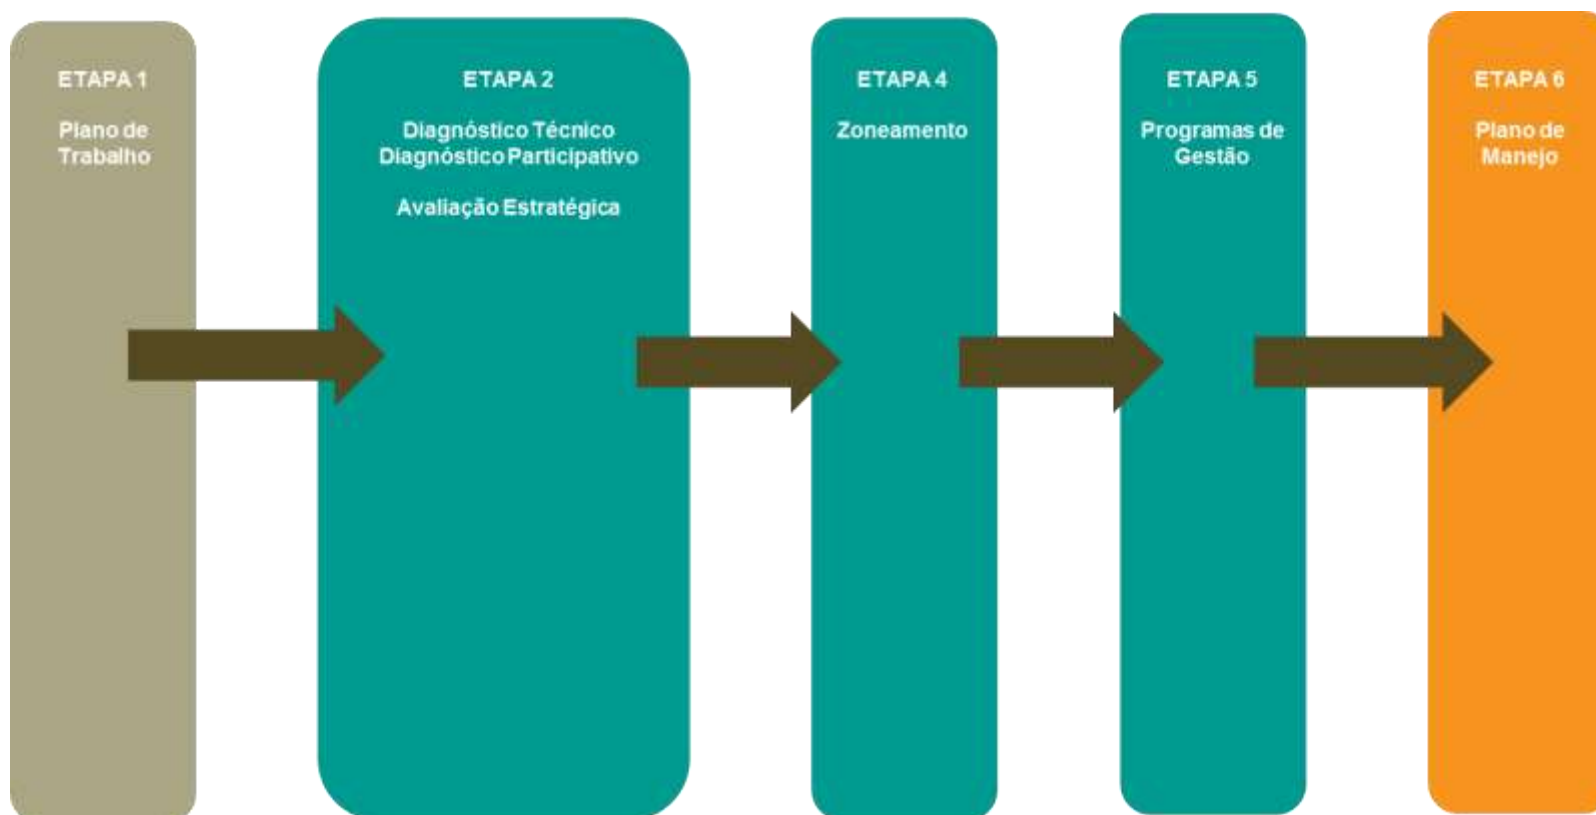 ETAPA 1
Plano de
Trabalho
ETAPA 2
Diagnóstico Técnico
Diagnóstico Participativo
Avaliação Estratégica
ETAPA 4
Zoneamento
ETAPA 5
Programas de
Gestão
ETAPA 6
Plano de
Manejo